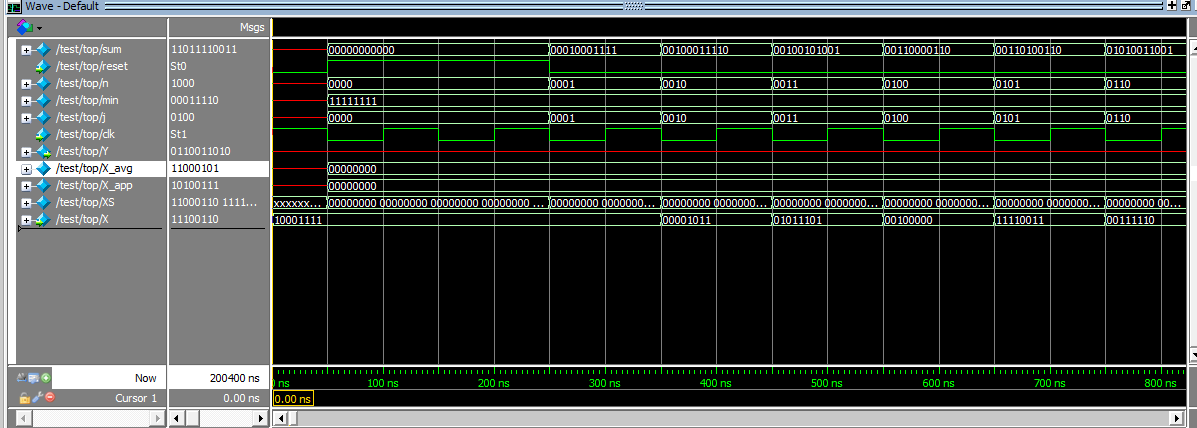 Wave - Default
Msgs
/test/top/sum 11011110011 00000000000 00010001111 00100011110 00100101001 00110000110 00110100110 01010011001
/test/top/reset St0
/test/top/n 1000 0000 0001 0010 0011 0100 0101 0110
/test/top/min 00011110 11111111
/test/top/j 0100 0000 0001 0010 0011 0100 0101 0110
/test/top/clk St1
/test/top/Y 0110011010
/test/top/X_avg 11000101 00000000
/test/top/X_app 10100111 00000000
/test/top/XS 11000110 1111... xxxxxx... 00000000 00000000 00000000 00000000 ... 00000000 0000000... 00000000 0000000... 00000000 0000000... 00000000 0000000... 00000000 0000000... 00000000 00...
/test/top/X 11100110 10001111 00001011 01011101 00100000 11110011 00111110
Now 200400 ns ns 100 ns 200 ns 300 ns 400 ns 500 ns 600 ns 700 ns 800 ns
Cursor 1 0.00 ns 0.00 ns